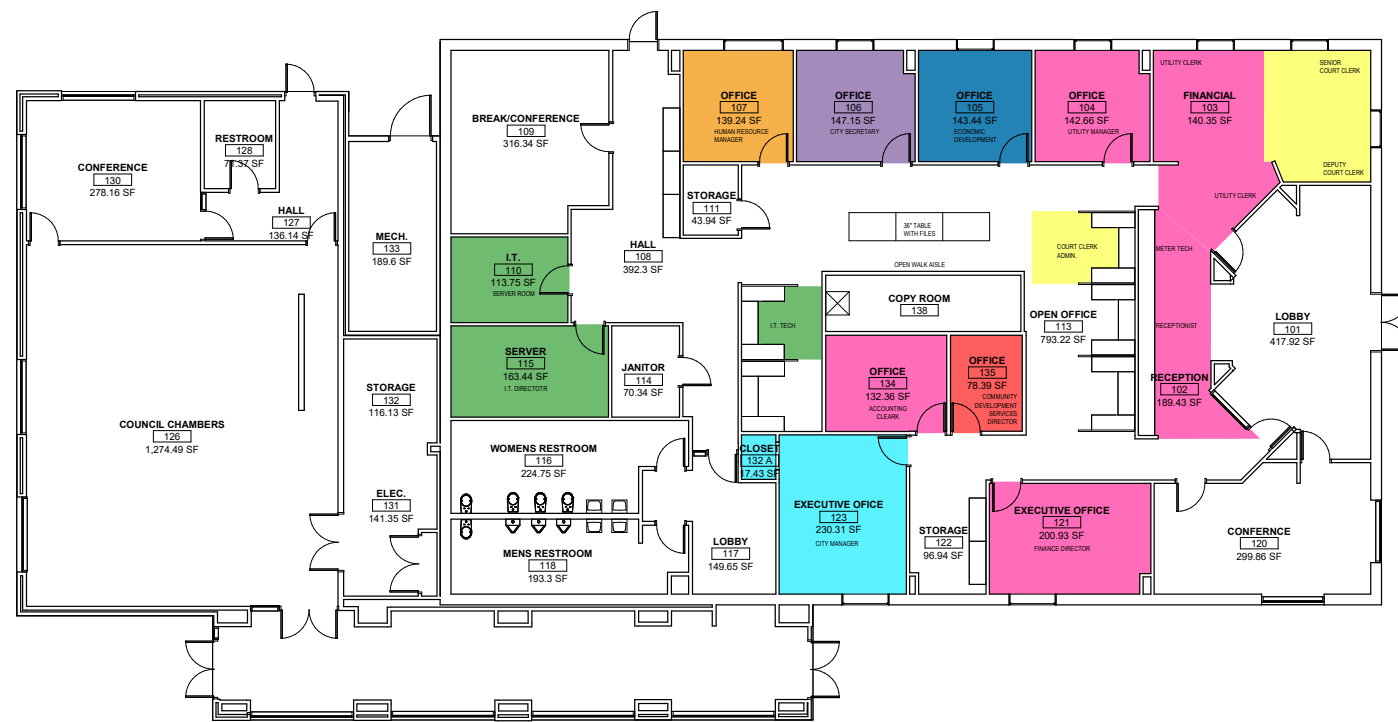 OFFICE
107
139.24 SF
HUMAN RESOURCE
MANAGER
OFFICE
106
147.15 SF
CITY SECRETARY
OFFICE
105
143.44 SF
ECONOMIC
DEVELOPMENT
OFFICE
104
142.66 SF
UTILITY MANAGER
UTILITY CLERK
FINANCIAL
103
140.35 SF
SENIOR
COURT CLERK
DEPUTY
COURT CLERK
UTILITY CLERK
BREAK/CONFERENCE
109
316.34 SF
RESTROOM
128
71.37 SF
CONFERENCE
130
278.16 SF
HALL
127
136.14 SF
MECH.
133
189.6 SF
STORAGE
111
43.94 SF
36" TABLE
WITH FILES
HALL
108
392.3 SF
I.T.
110
113.75 SF
SERVER ROOM
OPEN WALK AISLE
COURT CLERK
ADMIN.
METER TECH
COPY ROOM
138
OPEN OFFICE
113
793.22 SF
LOBBY
101
417.92 SF
I.T. TECH
RECEPTIONIST
SERVER
115
163.44 SF
I.T. DIRECTOTR
JANITOR
114
70.34 SF
OFFICE
134
132.36 SF
ACCOUNTING
CLEARK
OFFICE
135
78.39 SF
COMMUNITY
DEVELOPMENT
SERVICES
DIRECTOR
RECEPTION
102
189.43 SF
STORAGE
132
116.13 SF
COUNCIL CHAMBERS
126
1,274.49 SF
WOMENS RESTROOM
116
224.75 SF
CLOSET
132 A
17.43 SF
ELEC.
131
141.35 SF
EXECUTIVE OFICE
123
230.31 SF
CITY MANAGER
STORAGE
122
96.94 SF
EXECUTIVE OFFICE
121
200.93 SF
FINANCE DIRECTOR
CONFERNCE
120
299.86 SF
MENS RESTROOM
118
193.3 SF
LOBBY
117
149.65 SF